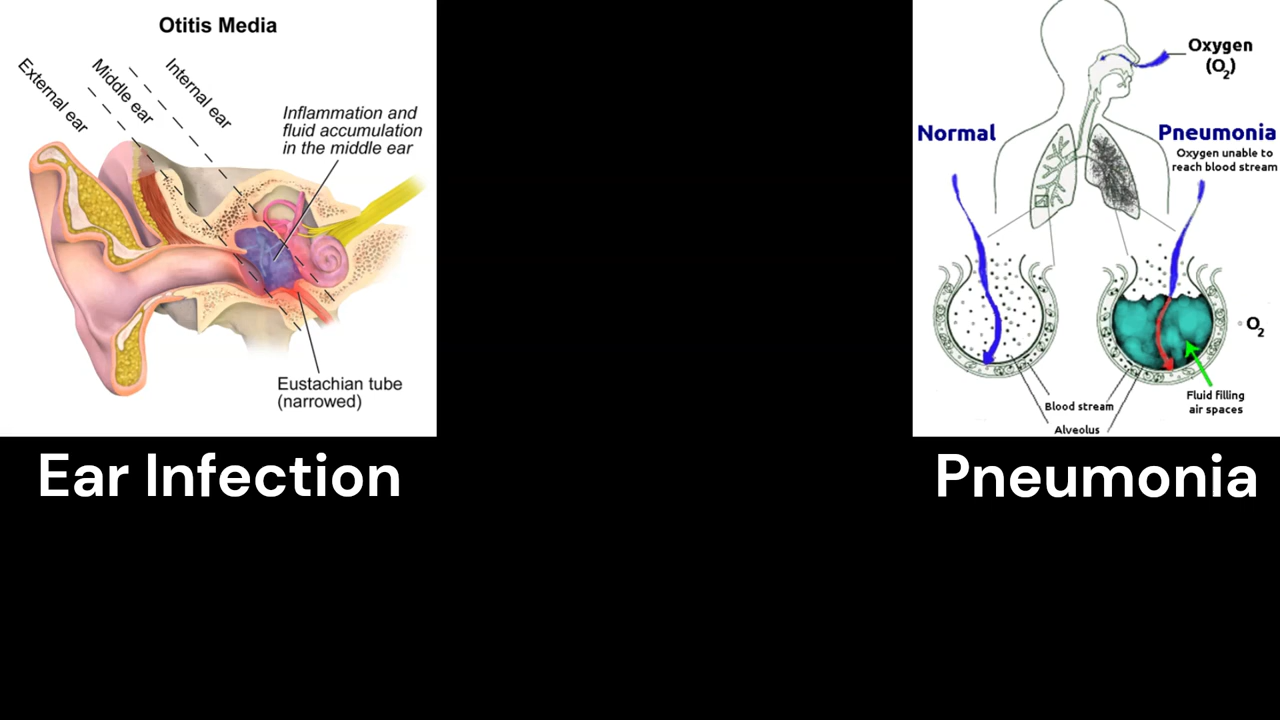 Otitis Media
External ear
Middle ear
Internal ear
Inflammation and
fluid accumulation
in the middle ear
Eustachian tube
(narrowed)
Ear Infection
Oxygen
(O2)
Normal
Pneumonia
Oxygen unable to
reach blood stream
O2
Fluid filling
air spaces
Blood stream
Alveolus
Pneumonia